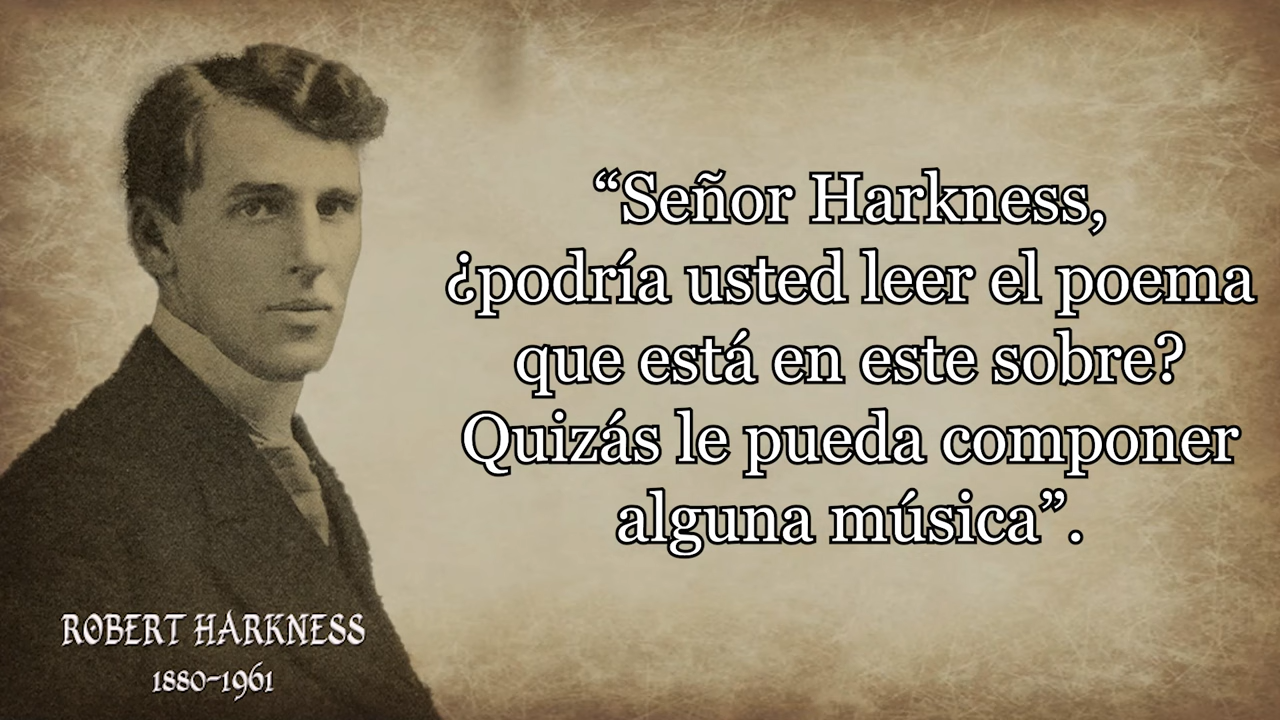 “Señor Harkness,
¿podría usted leer el poema
que está en este sobre?
Quizás le pueda componer
alguna música”.
ROBERT HARKNESS
1880-1961